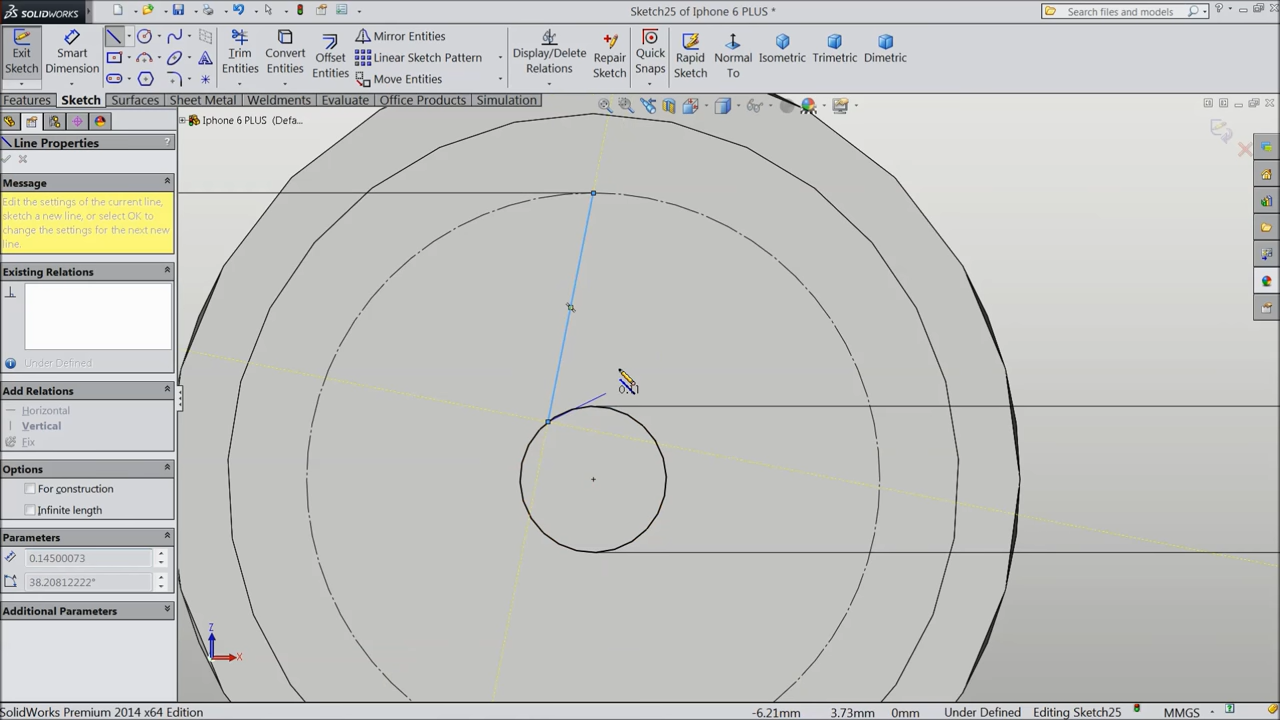 SOLIDWORKS
Sketch25 of Iphone 6 PLUS *
Search files and models
Exit Sketch
Smart Dimension
Trim Entities
Convert Entities
Offset Entities
Mirror Entities
Linear Sketch Pattern
Move Entities
Display/Delete Relations
Repair Sketch
Quick Snaps
Rapid Sketch
Normal To
Isometric
Trimetric
Dimetric
Features
Sketch
Surfaces
Sheet Metal
Weldments
Evaluate
Office Products
Simulation
Iphone 6 PLUS (Defa...
Line Properties
?
Message
Edit the settings of the current line,
sketch a new line, or select OK to
change the settings for the next new
line.
Existing Relations
Under Defined
Add Relations
Horizontal
Vertical
Fix
Options
For construction
Infinite length
Parameters
0.14500073
38.20812222°
Additional Parameters
Z
X
SolidWorks Premium 2014 x64 Edition
-6.21mm
3.73mm
0mm
Under Defined
Editing Sketch25
MMGS